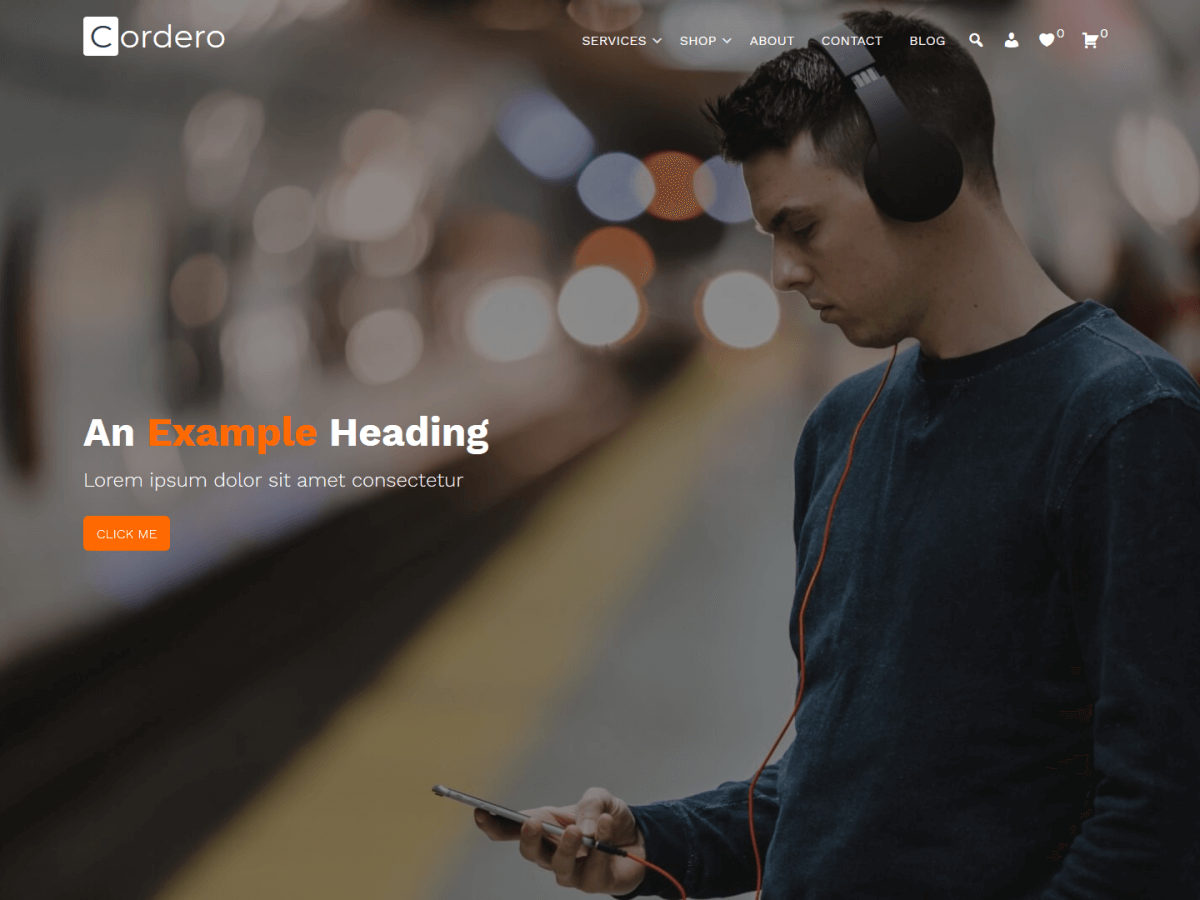 Cordero
SERVICES SHOP ABOUT CONTACT BLOG 0 0
An Example Heading
Lorem ipsum dolor sit amet consectetur
CLICK ME